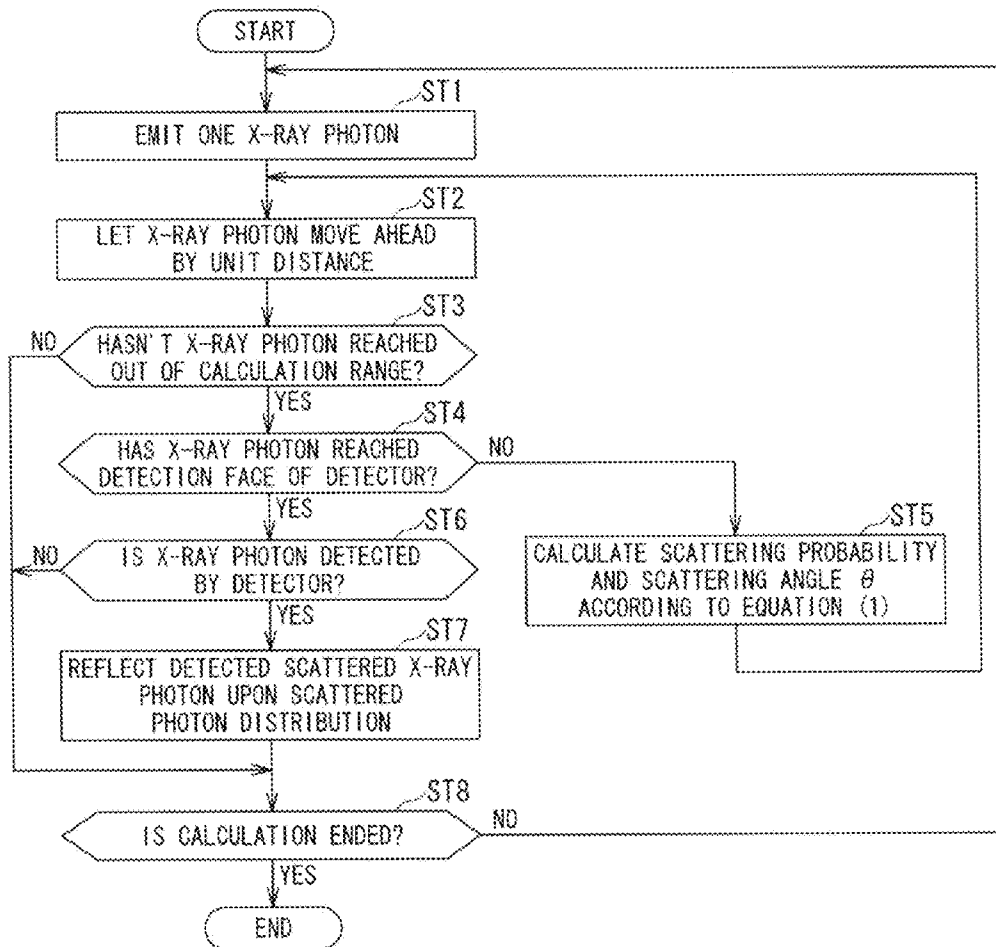 START
ST1
EMIT ONE X-RAY PHOTON
ST2
LET X-RAY PHOTON MOVE AHEAD
BY UNIT DISTANCE
ST3
NO
HASN'T X-RAY PHOTON REACHED
OUT OF CALCULATION RANGE?
YES
ST4
HAS X-RAY PHOTON REACHED
DETECTION FACE OF DETECTOR?
NO
YES
ST6
NO
IS X-RAY PHOTON DETECTED
BY DETECTOR?
YES
ST5
CALCULATE SCATTERING PROBABILITY
AND SCATTERING ANGLE θ
ACCORDING TO EQUATION (1)
ST7
REFLECT DETECTED SCATTERED X-RAY
PHOTON UPON SCATTERED
PHOTON DISTRIBUTION
ST8
IS CALCULATION ENDED?
NO
YES
END